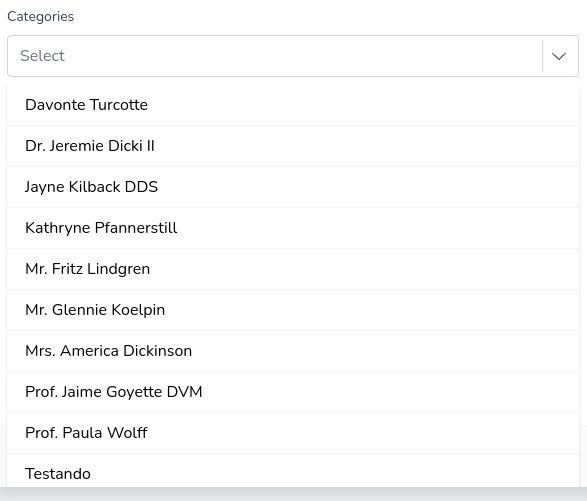 Categories
Select
Davonte Turcotte
Dr. Jeremie Dicki II
Jayne Kilback DDS
Kathryne Pfannerstill
Mr. Fritz Lindgren
Mr. Glennie Koelpin
Mrs. America Dickinson
Prof. Jaime Goyette DVM
Prof. Paula Wolff
Testando